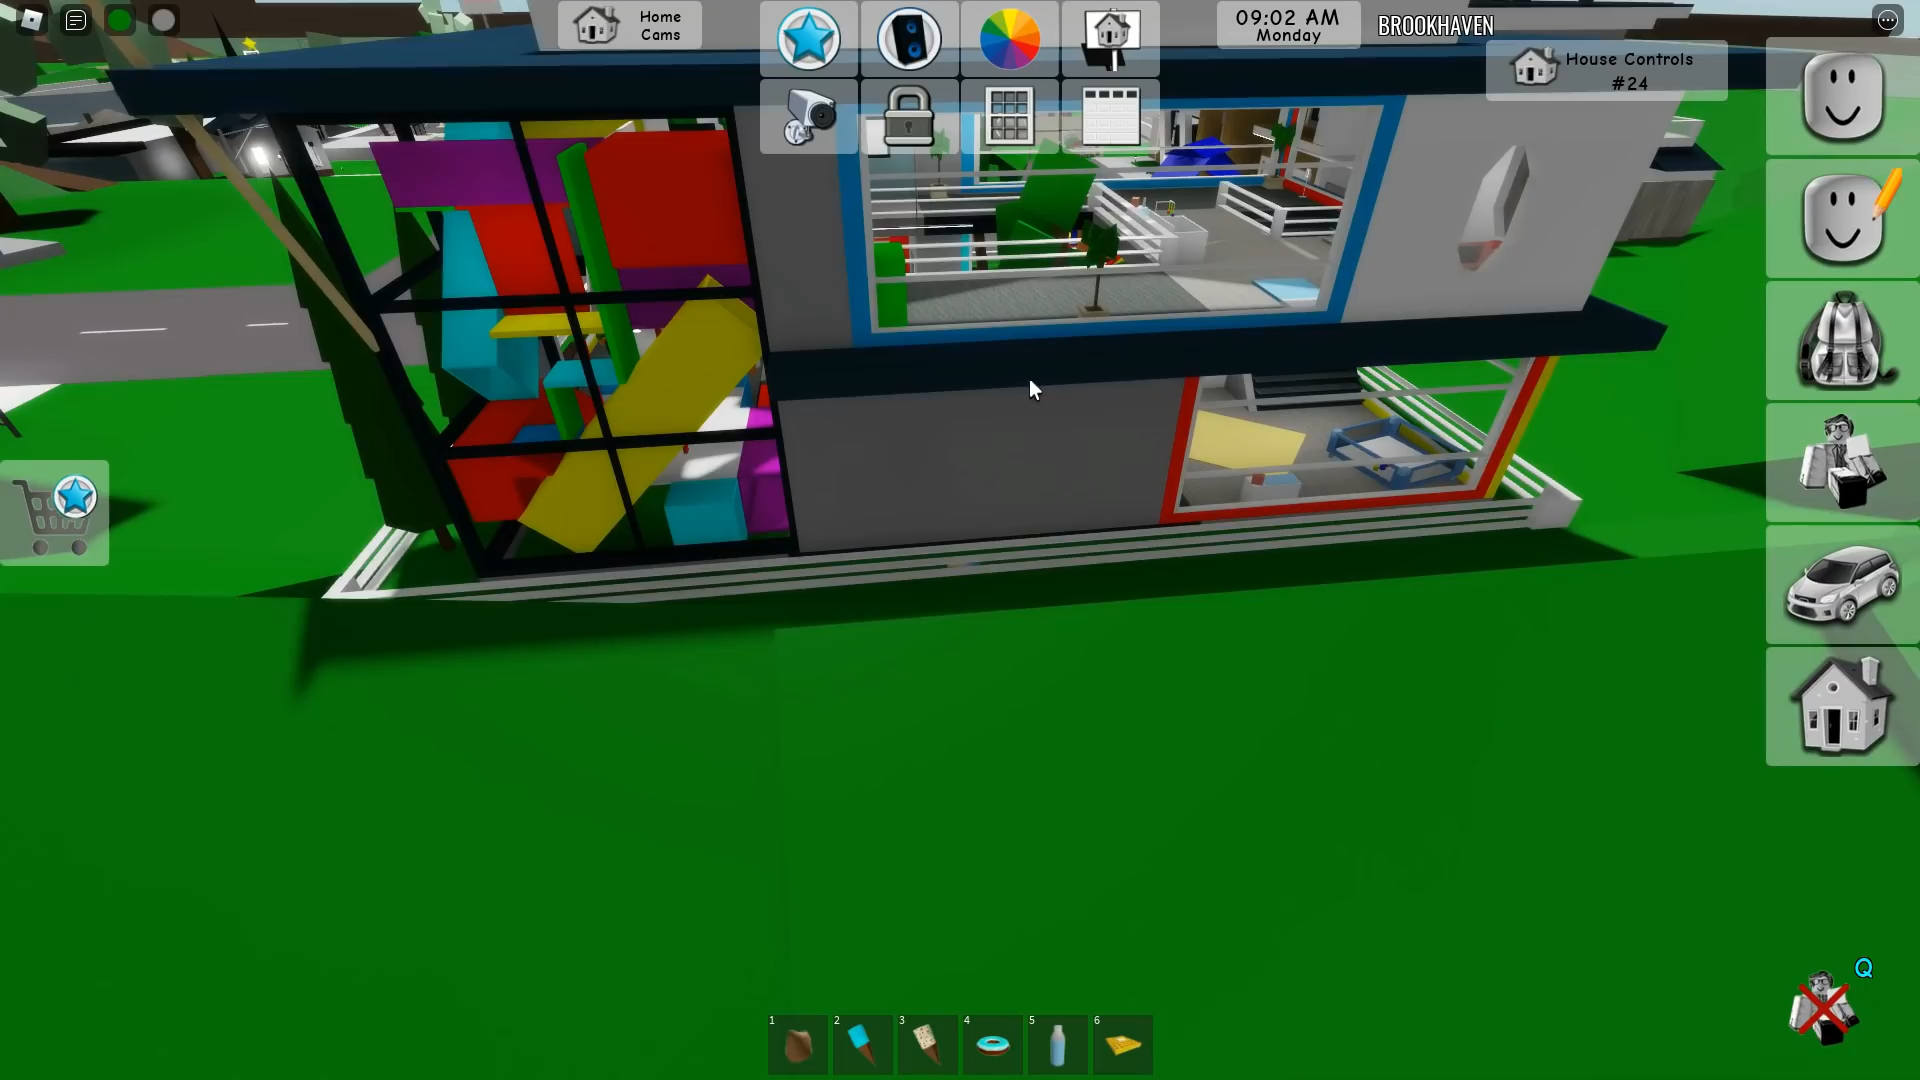 Home
Cams
09:02 AM
Monday
BROOKHAVEN
House Controls
#24
Q
1
2
3
4
5
6